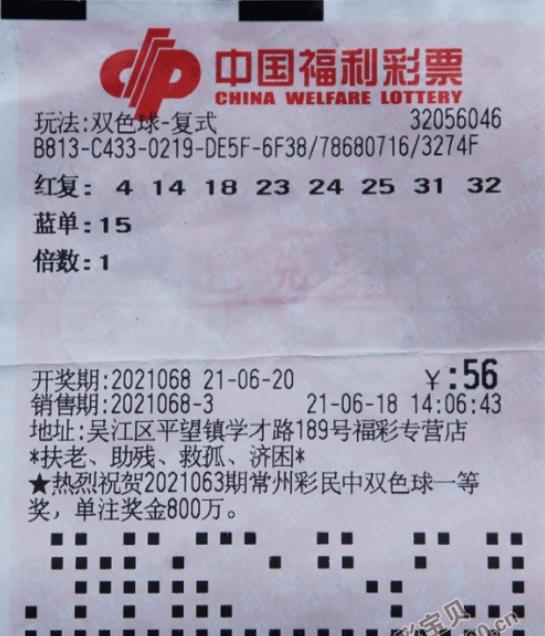 中国福利彩票
CHINA WELFARE LOTTERY
玩法:双色球-复式 32056046
B813-C433-0219-DE5F-6F38/78680716/3274F
红复: 4 14 18 23 24 25 31 32
蓝单:15
倍数:1
开奖期:2021068 21-06-20 ¥:56
销售期:2021068-3 21-06-18 14:06:43
地址:吴江区平望镇学才路189号福彩专营店
*扶老、助残、救孤、济困*
★热烈祝贺2021063期常州彩民中双色球一等
奖，单注奖金800万。
彩宝贝